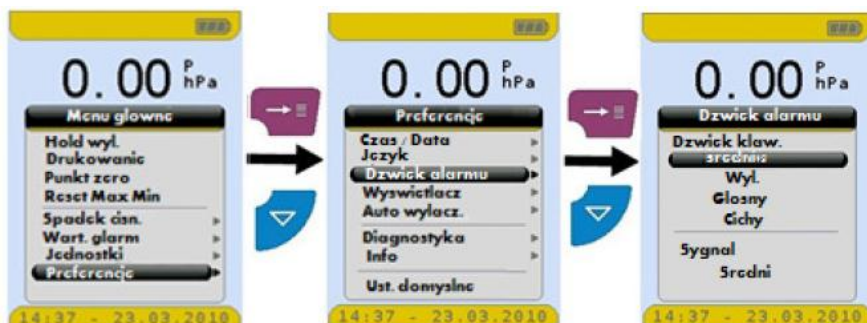 0.00 P hPa
Menu glowne
Hold wyl.
Drukowanie
Punkt zero
Reset Max Min
Spadek cisn.
Wart. glarm
Jednostki
Preferencje
14:37 - 23.03.2010
0.00 P hPa
Preferencje
Czas / Data
Jezyk
Dzwiek alarmu
Wyswietlacz
Auto wylacz.
Diagnostyka
Info
Ust. domyslne
14:37 - 23.03.2010
0.00 P hPa
Dzwiek alarmu
Dzwiek klaw.
Sredni
Wyl.
Glosny
Cichy
Sygnal
Sredni
14:37 - 23.03.2010